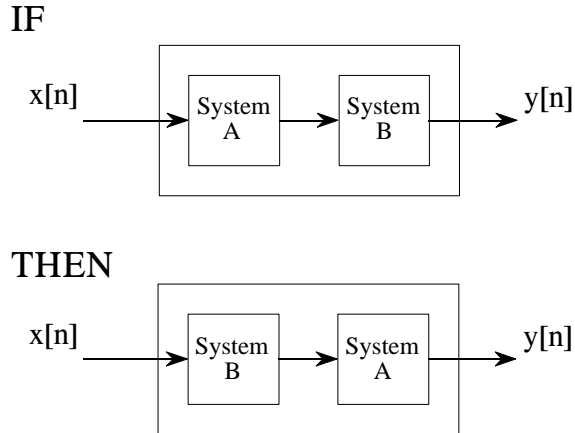 IF
x[n]
System
A
System
B
y[n]
THEN
x[n]
System
B
System
A
y[n]